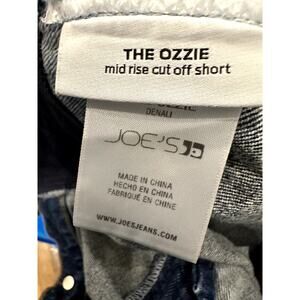 THE OZZIE
mid rise cut off short
OZZIE
DENALI
JOE'S
MADE IN CHINA
HECHO EN CHINA
FABRIQUÉ EN CHINE
WWW.JOESJEANS.COM